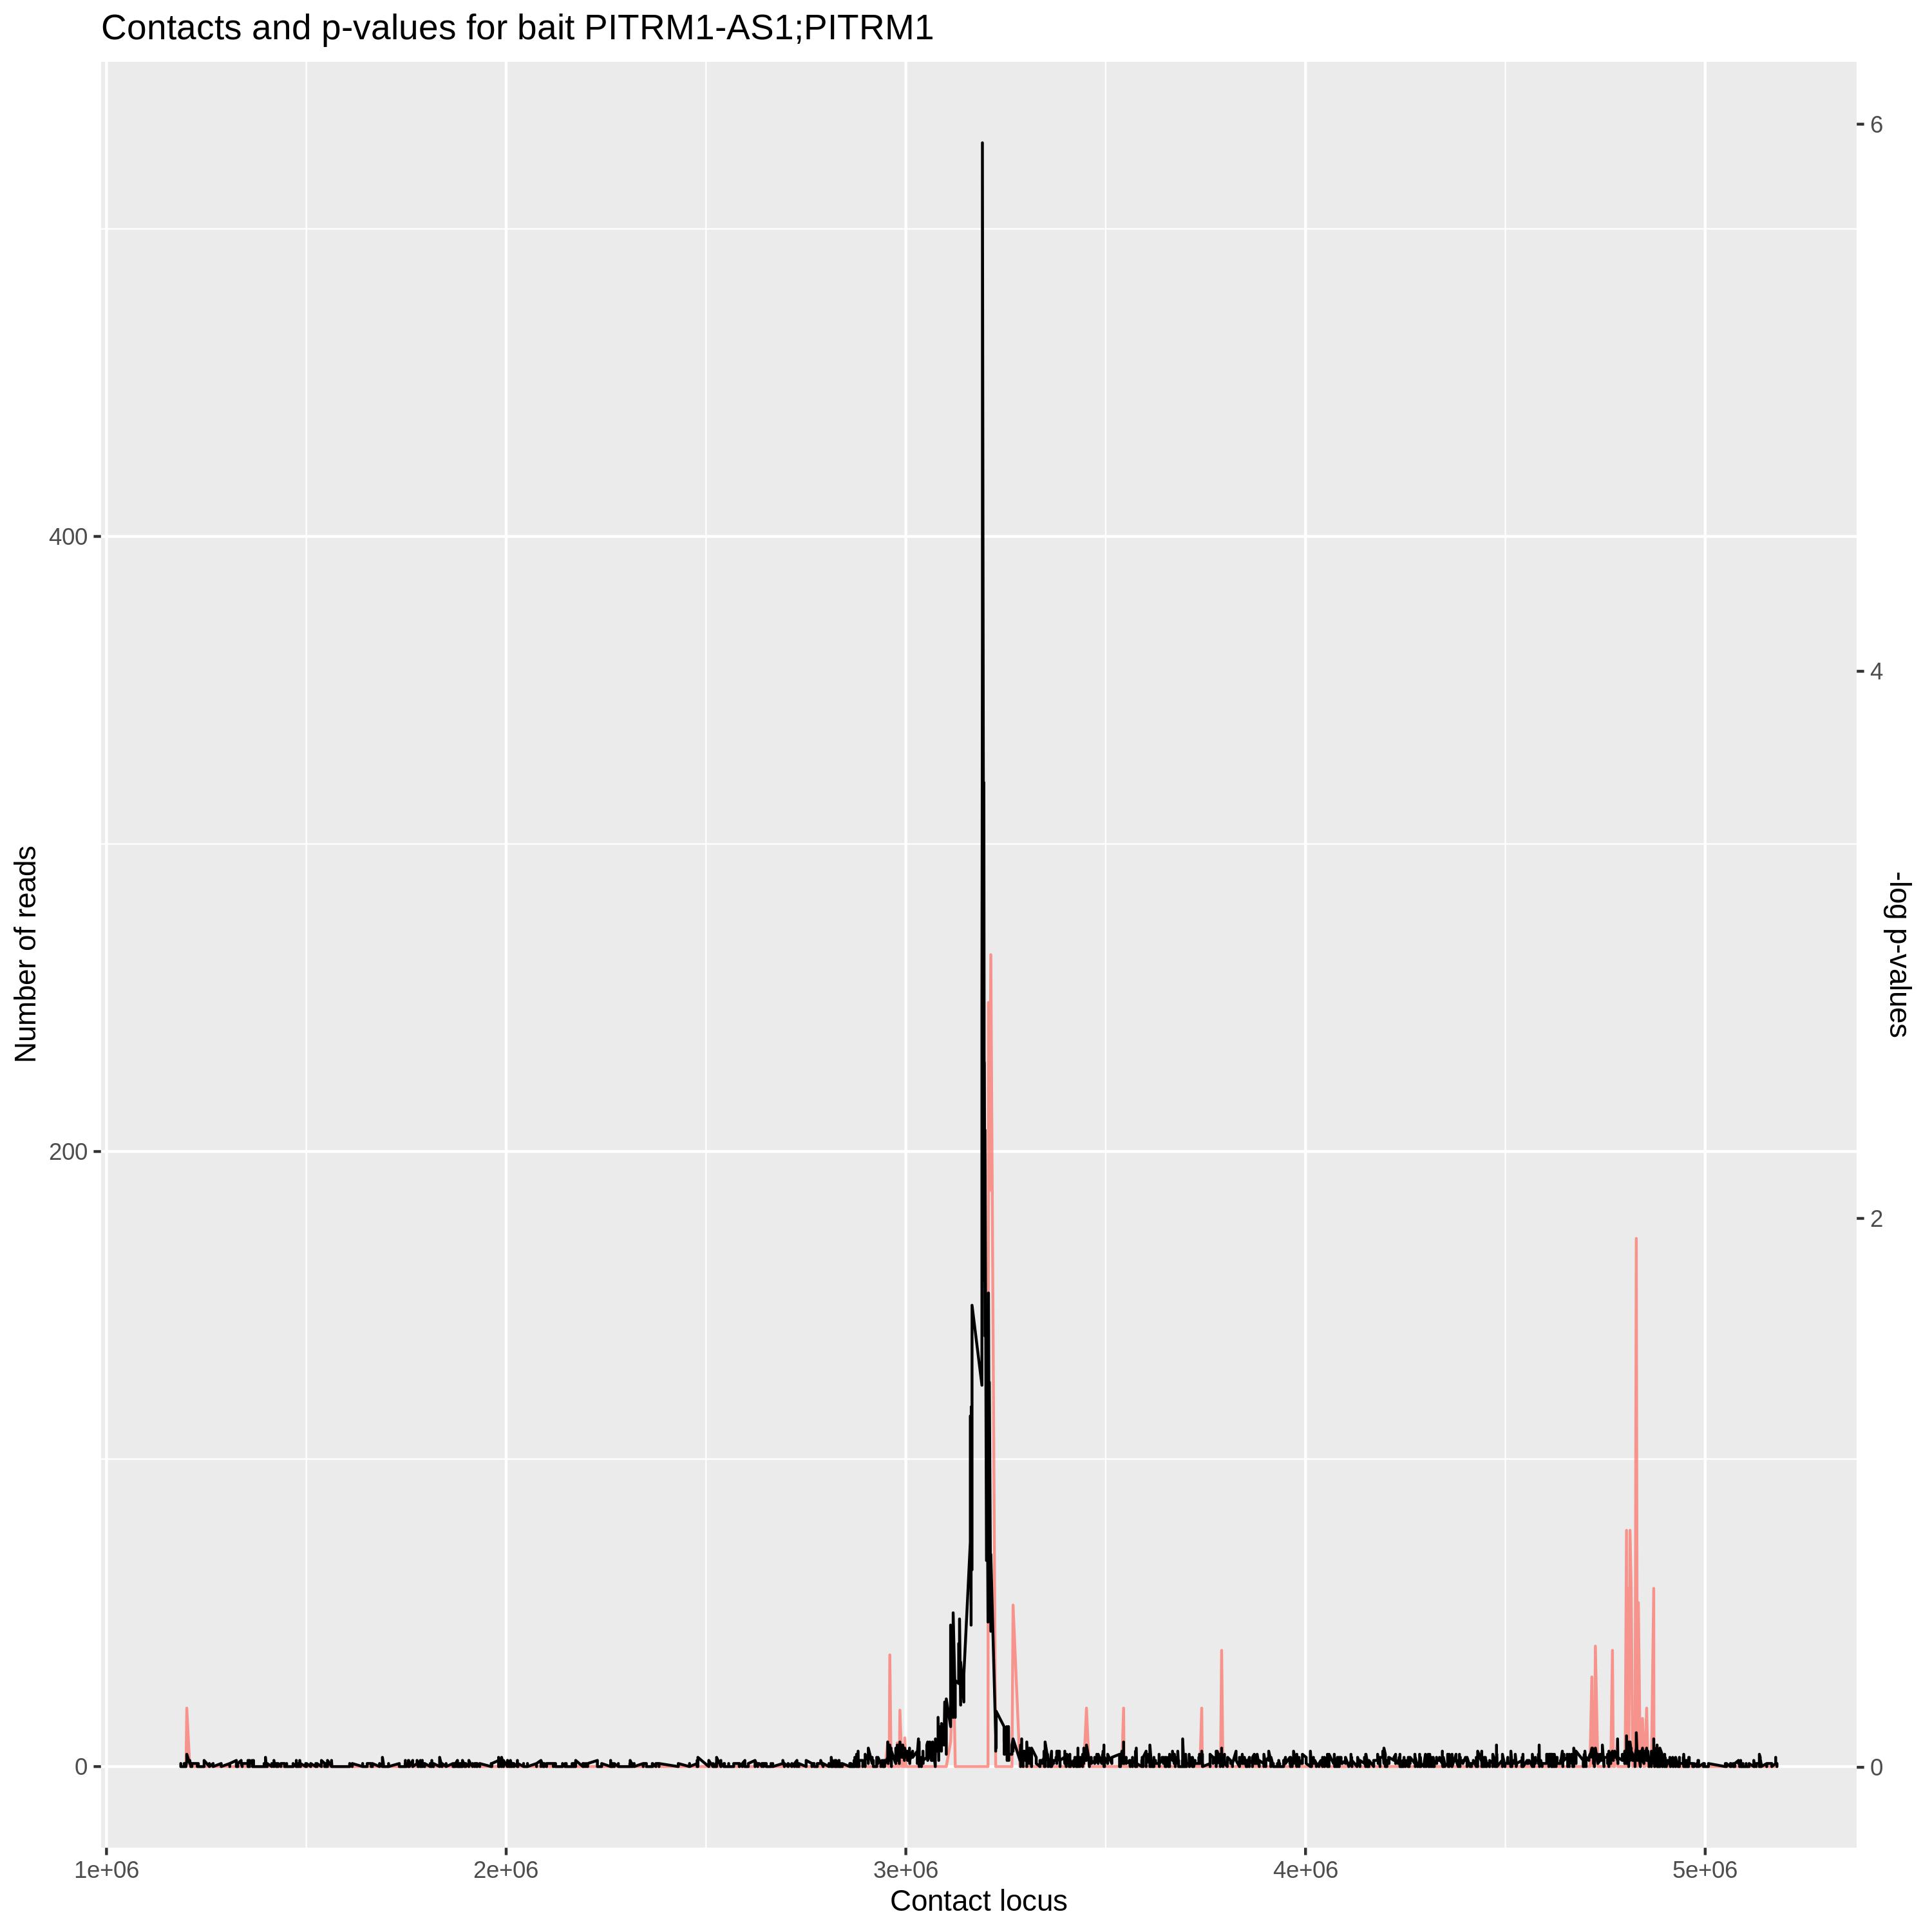 Contacts and p-values for bait PITRM1-AS1;PITRM1
6
400
4
Number of reads
-log p-values
200
2
0
0
1e+06
2e+06
3e+06
4e+06
5e+06
Contact locus